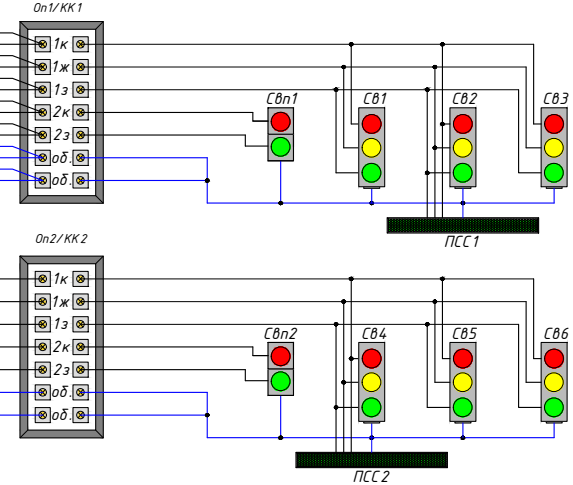 Оп1/КК1
1к
1ж
1з
2к
2з
об.
об.
Свп1
Св1
Св2
Св3
ПСС1
Оп2/КК2
1к
1ж
1з
2к
2з
об.
об.
Свп2
Св4
Св5
Св6
ПСС2